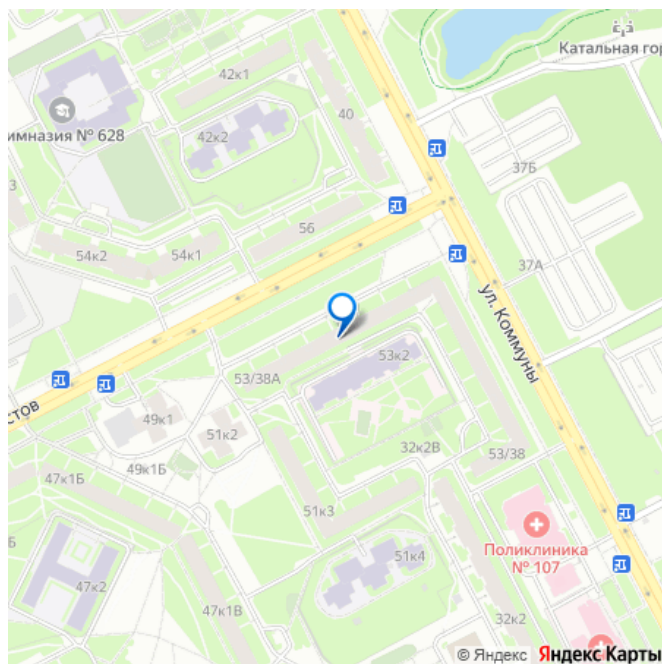 Катальная гор
42к1
имназия № 628
42к2
40
37Б
3
56
54к2
54к1
37А
ул. Коммуны
53/38А
53к2
стов
49к1
51к2
32к2В
53/38
49к1Б
47к1Б
51к3
Поликлиника
№ 107
Б
51к4
47к2
47к1В
32к2
© Яндекс Яндекс Карты